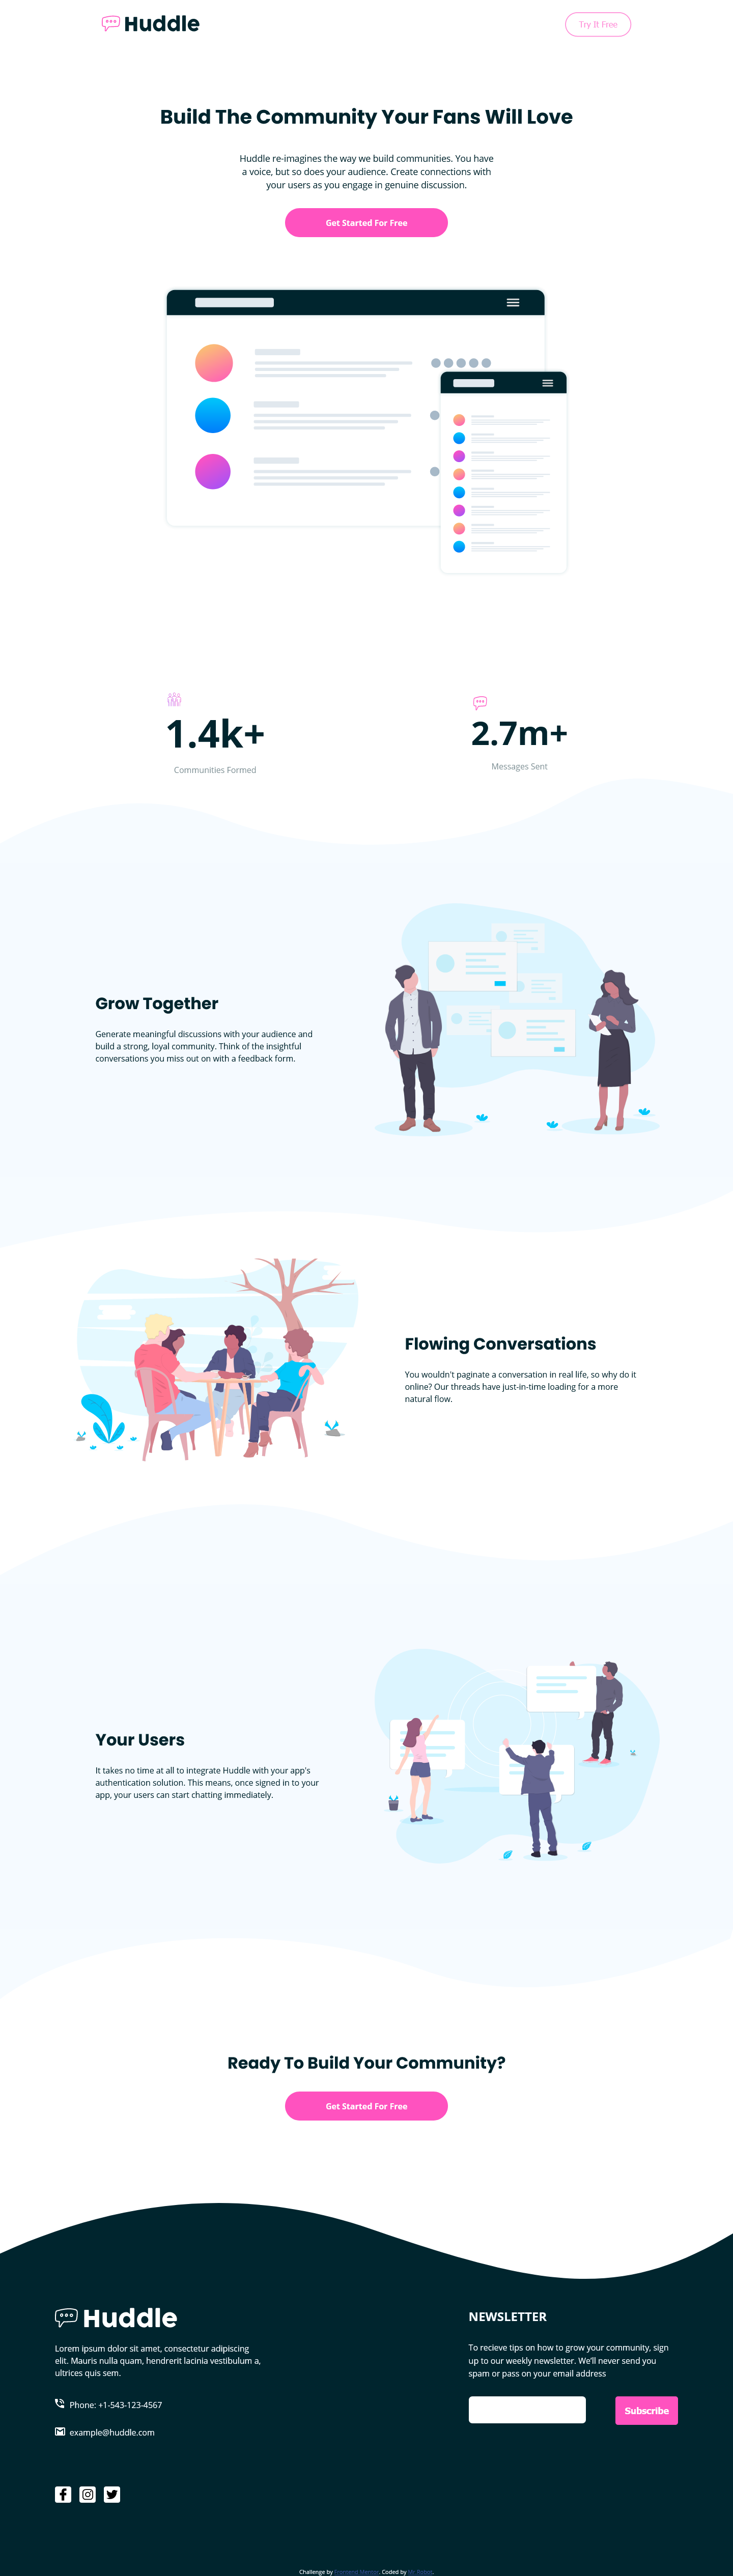 Huddle
Try It Free
Build The Community Your Fans Will Love
Huddle re-imagines the way we build communities. You have
a voice, but so does your audience. Create connections with
your users as you engage in genuine discussion.
Get Started For Free
1.4k+
Communities Formed
2.7m+
Messages Sent
Grow Together
Generate meaningful discussions with your audience and
build a strong, loyal community. Think of the insightful
conversations you miss out on with a feedback form.
Flowing Conversations
You wouldn't paginate a conversation in real life, so why do it
online? Our threads have just-in-time loading for a more
natural flow.
Your Users
It takes no time at all to integrate Huddle with your app's
authentication solution. This means, once signed in to your
app, your users can start chatting immediately.
Ready To Build Your Community?
Get Started For Free
Huddle
Lorem ipsum dolor sit amet, consectetur adipiscing
elit. Mauris nulla quam, hendrerit lacinia vestibulum a,
ultrices quis sem.
Phone: +1-543-123-4567
example@huddle.com
NEWSLETTER
To recieve tips on how to grow your community, sign
up to our weekly newsletter. We'll never send you
spam or pass on your email address
Subscribe
Challenge by Frontend Mentor. Coded by Mr. Robot.